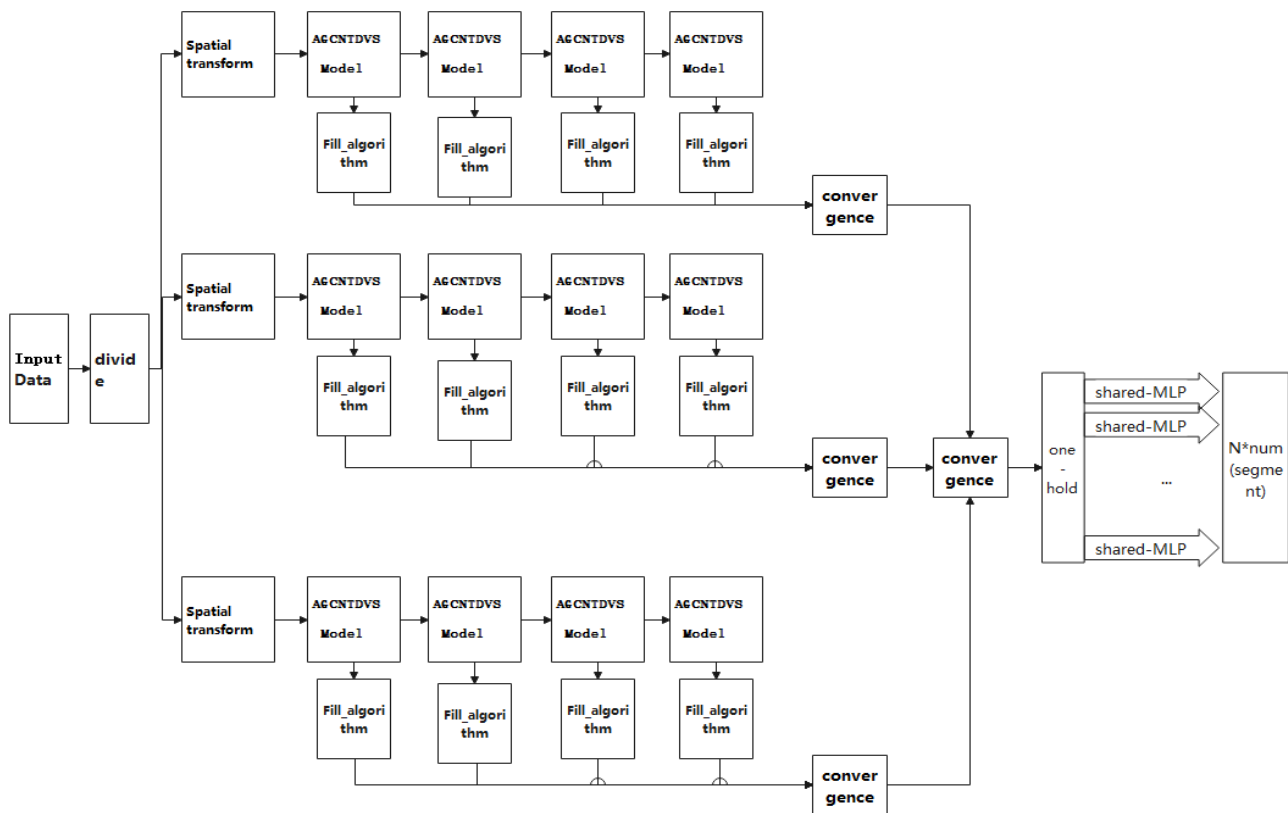 Spatial
transform
AGCNTDVS
Model
AGCNTDVS
Model
AGCNTDVS
Model
AGCNTDVS
Model
Fill_algori
thm
Fill_algori
thm
Fill_algori
thm
Fill_algori
thm
conver
gence
Spatial
transform
AGCNTDVS
Model
AGCNTDVS
Model
AGCNTDVS
Model
AGCNTDVS
Model
Input
Data
divid
e
Fill_algori
thm
Fill_algori
thm
Fill_algori
thm
Fill_algori
thm
conver
gence
conver
gence
one
-
hold
shared-MLP
shared-MLP
...
shared-MLP
N*num
(segme
nt)
Spatial
transform
AGCNTDVS
Model
AGCNTDVS
Model
AGCNTDVS
Model
AGCNTDVS
Model
Fill_algori
thm
Fill_algori
thm
Fill_algori
thm
Fill_algori
thm
conver
gence